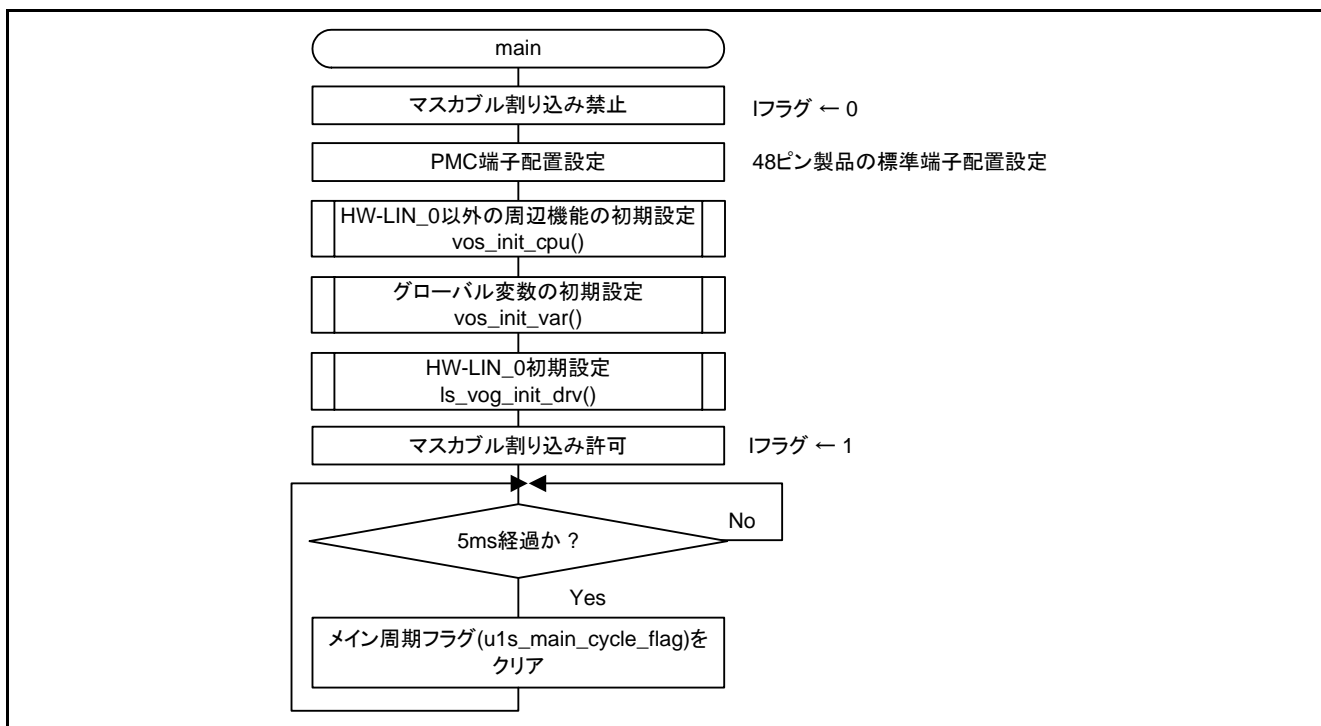 main
マスカブル割り込み禁止
Iフラグ ← 0
PMC端子配置設定
48ピン製品の標準端子配置設定
HW-LIN_0以外の周辺機能の初期設定
vos_init_cpu()
グローバル変数の初期設定
vos_init_var()
HW-LIN_0初期設定
ls_vog_init_drv()
マスカブル割り込み許可
Iフラグ ← 1
No
5ms経過か ?
Yes
メイン周期フラグ(u1s_main_cycle_flag)を
クリア